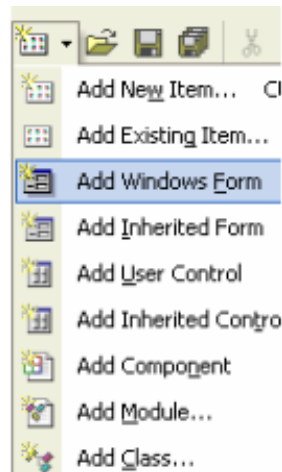 Add New Item...
Add Existing Item...
Add Windows Form
Add Inherited Form
Add User Control
Add Inherited
Add Component
Add Module...
Add Class...